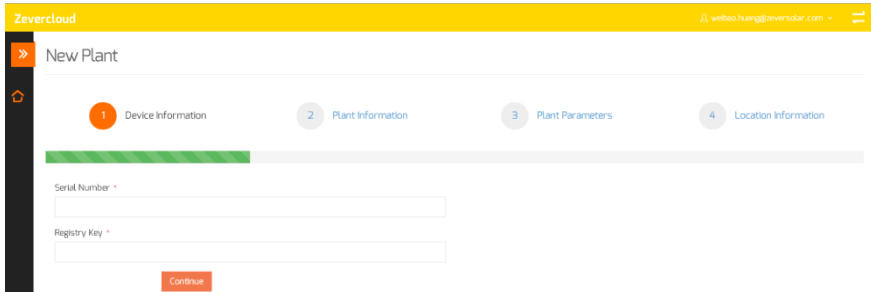 Zevercloud
weibao.huang@zeversolar.com
New Plant
1 Device Information
2 Plant Information
3 Plant Parameters
4 Location Information
Serial Number *
Registry Key *
Continue